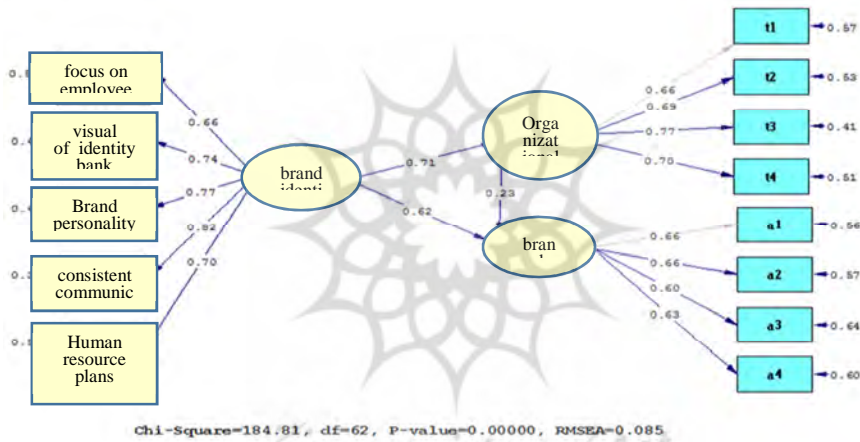 focus on
employee
visual
of identity
bank
Brand
personality
consistent
communic
Human
resource
plans
0.66
0.74
0.77
0.82
0.70
brand
identi
0.71
0.62
Orga
nizat
ional
0.23
bran
d
0.66
0.69
0.77
0.70
0.66
0.66
0.60
0.63
t1
0.57
t2
0.53
t3
0.41
t4
0.51
a1
0.56
a2
0.57
a3
0.64
a4
0.60
Chi-Square=184.81, df=62, P-value=0.00000, RMSEA=0.085